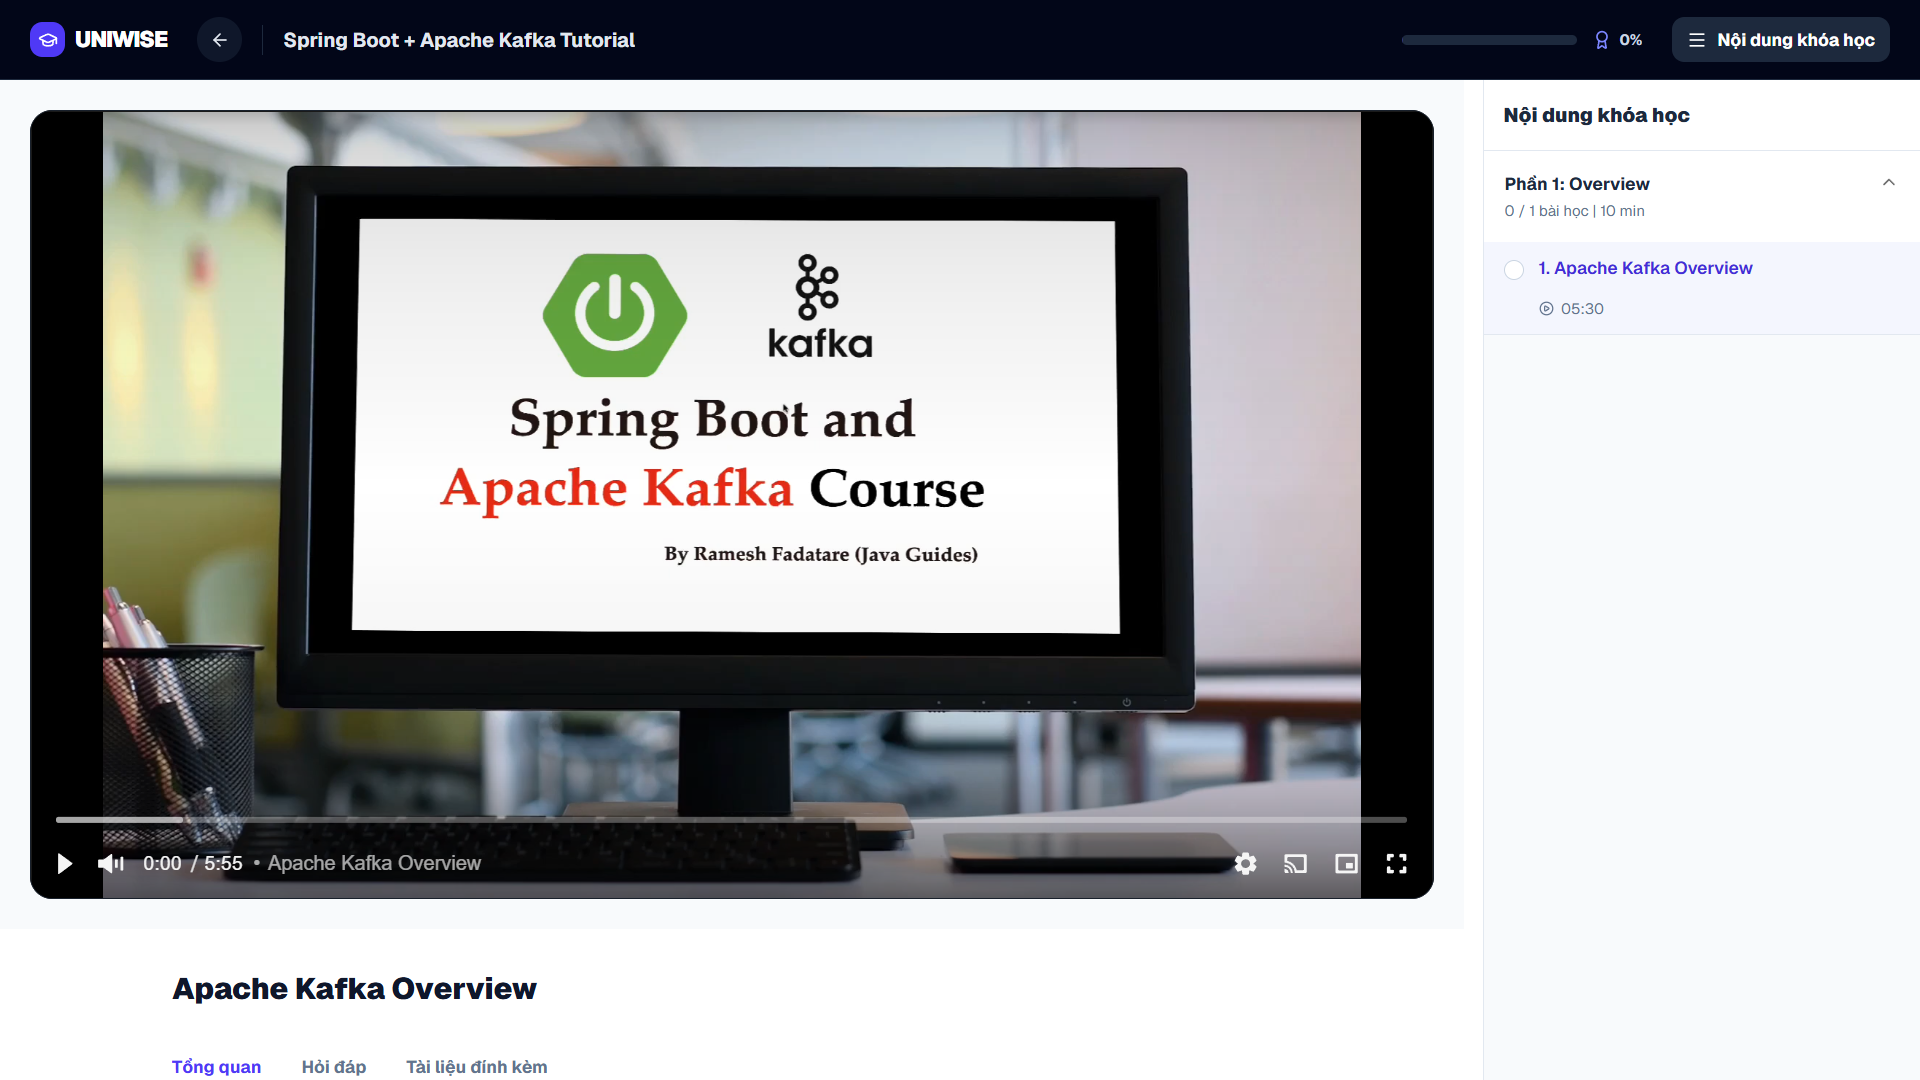 UNIWISE
Spring Boot + Apache Kafka Tutorial
0%
Nội dung khóa học
kafka
Spring Boot and
Apache Kafka Course
By Ramesh Fadatare (Java Guides)
0:00 / 5:55 • Apache Kafka Overview
Apache Kafka Overview
Tổng quan
Hỏi đáp
Tài liệu đính kèm
Nội dung khóa học
Phần 1: Overview
0 / 1 bài học | 10 min
1. Apache Kafka Overview
05:30